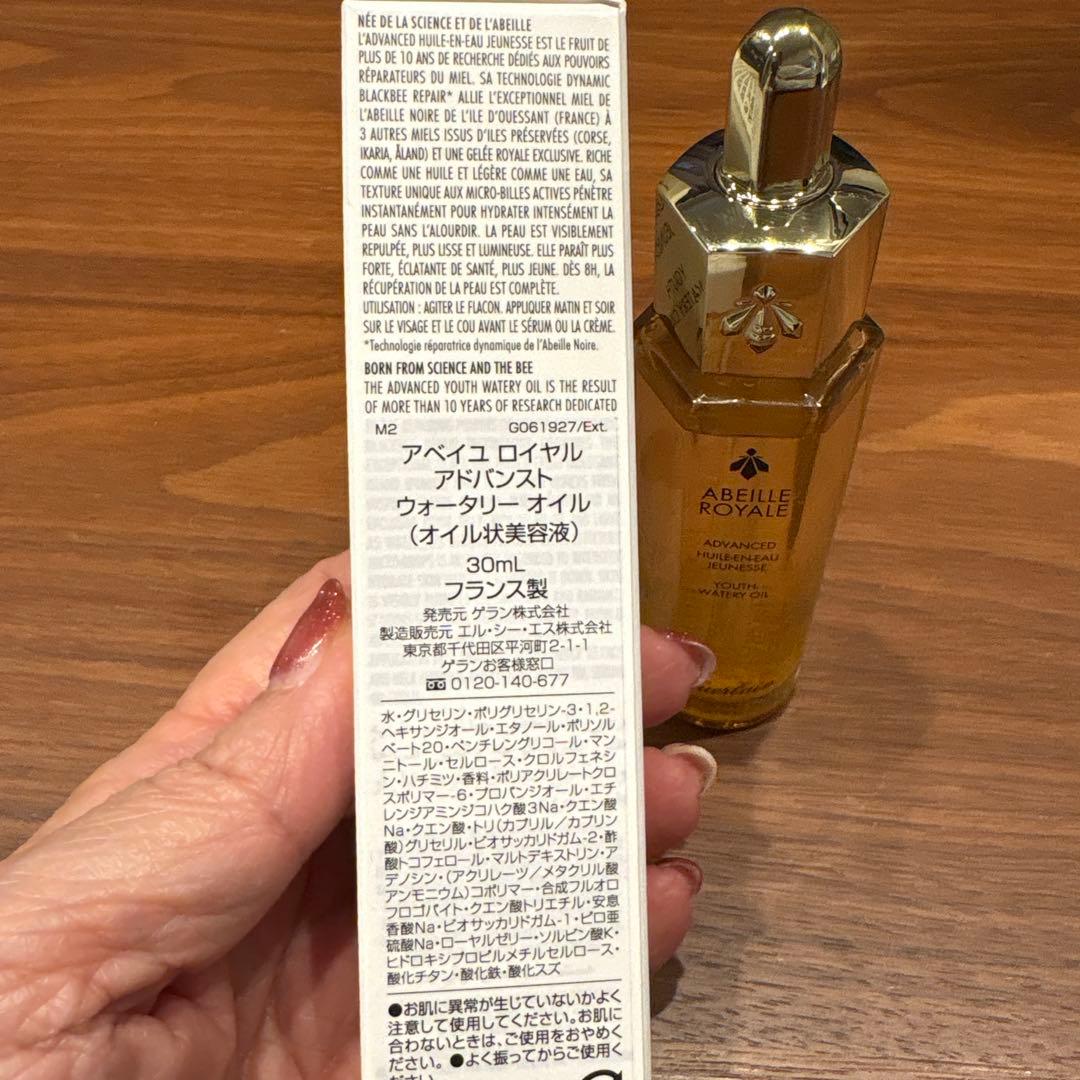 NÉE DE LA SCIENCE ET DE L'ABEILLE
L'ADVANCED HUILE-EN-EAU JEUNESSE EST LE FRUIT DE
PLUS DE 10 ANS DE RECHERCHE DÉDIÉS AUX POUVOIRS
RÉPARATEURS DU MIEL. SA TECHNOLOGIE DYNAMIC
BLACKBEE REPAIR* ALLIE L'EXCEPTIONNEL MIEL DE
L'ABEILLE NOIRE DE L'ILE D'OUESSANT (FRANCE) À
3 AUTRES MIELS ISSUS D'ILES PRÉSERVÉES (CORSE,
IKARIA, ÅLAND) ET UNE GELÉE ROYALE EXCLUSIVE. RICHE
COMME UNE HUILE ET LÉGÈRE COMME UNE EAU, SA
TEXTURE UNIQUE AUX MICRO-BILLES ACTIVES PÉNÈTRE
INSTANTANÉMENT POUR HYDRATER INTENSÉMENT LA
PEAU SANS L'ALOURDIR. LA PEAU EST VISIBLEMENT
REPULPÉE, PLUS LISSE ET LUMINEUSE. ELLE PARAÎT PLUS
FORTE, ÉCLATANTE DE SANTÉ, PLUS JEUNE. DÈS 8H, LA
RÉCUPÉRATION DE LA PEAU EST COMPLÈTE.
UTILISATION : AGITER LE FLACON. APPLIQUER MATIN ET SOIR
SUR LE VISAGE ET LE COU AVANT LE SÉRUM OU LA CRÈME.
*Technologie réparatrice dynamique de l'Abeille Noire.
BORN FROM SCIENCE AND THE BEE
THE ADVANCED YOUTH WATERY OIL IS THE RESULT
OF MORE THAN 10 YEARS OF RESEARCH DEDICATED
M2 G061927/Ext.
アベイユ ロイヤル
アドバンスト
ウォータリー オイル
(オイル状美容液)
30mL
フランス製
発売元 ゲラン株式会社
製造販売元 エル・シー・エス株式会社
東京都千代田区平河町2-1-1
ゲランお客様窓口
0120-140-677
水・グリセリン・ポリグリセリン-3・1,2-
ヘキサンジオール・エタノール・ポリソル
ベート20・ペンチレングリコール・マン
ニトール・セルロース・クロルフェネシ
ン・ハチミツ・香料・ポリアクリレートクロ
スポリマー-6・プロパンジオール・エチ
レンジアミンジコハク酸3Na・クエン酸
Na・クエン酸・トリ(カプリル/カプリン
酸)グリセリル・ビオサッカリドガム-2・酢
酸トコフェロール・マルトデキストリン・ア
デノシン・(アクリレーツ/メタクリル酸
アンモニウム)コポリマー・合成フルオロ
フロゴパイト・クエン酸トリエチル・安息
香酸Na・ビオサッカリドガム-1・ピロ亜
硫酸Na・ローヤルゼリー・ソルビン酸K・
ヒドロキシプロピルメチルセルロース・
酸化チタン・酸化鉄・酸化スズ
●お肌に異常が生じていないかよく
注意して使用してください。お肌に
合わないときは、ご使用をおやめく
ださい。●よく振ってからご使用く
ださい。
ABEILLE
ROYALE
ADVANCED
HUILE-EN-EAU
JEUNESSE
YOUTH
WATERY OIL